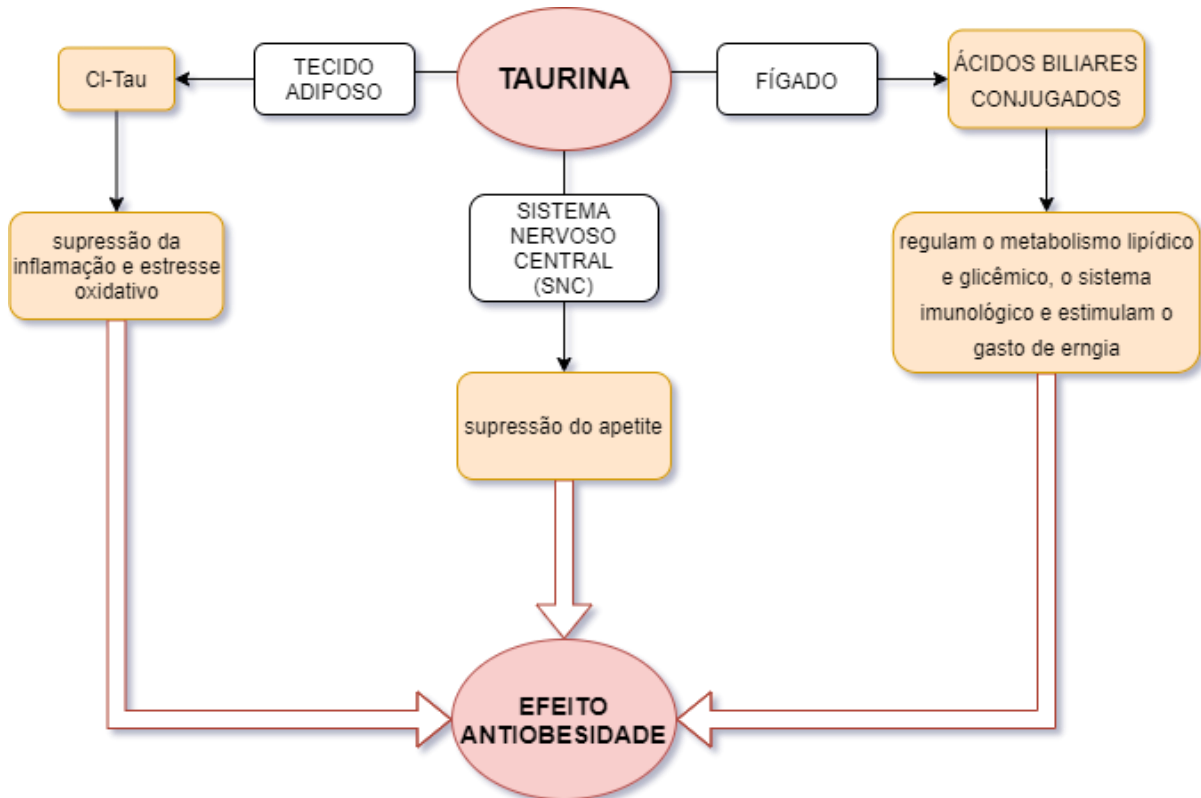 TAURINA
TECIDO
ADIPOSO
Cl-Tau
supressão da
inflamação e estresse
oxidativo
SISTEMA
NERVOSO
CENTRAL
(SNC)
supressão do apetite
FÍGADO
ÁCIDOS BILIARES
CONJUGADOS
regulam o metabolismo lipídico
e glicêmico, o sistema
imunológico e estimulam o
gasto de erngia
EFEITO
ANTIOBESIDADE